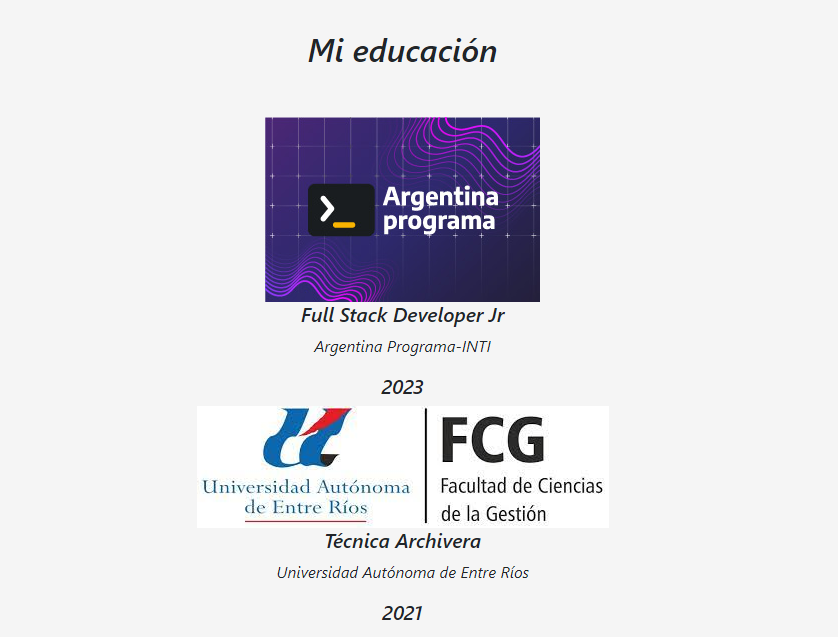 Mi educación
Argentina
programa
Full Stack Developer Jr
Argentina Programa-INTI
2023
Universidad Autónoma
de Entre Ríos
FCG
Facultad de Ciencias
de la Gestión
Técnica Archivera
Universidad Autónoma de Entre Ríos
2021